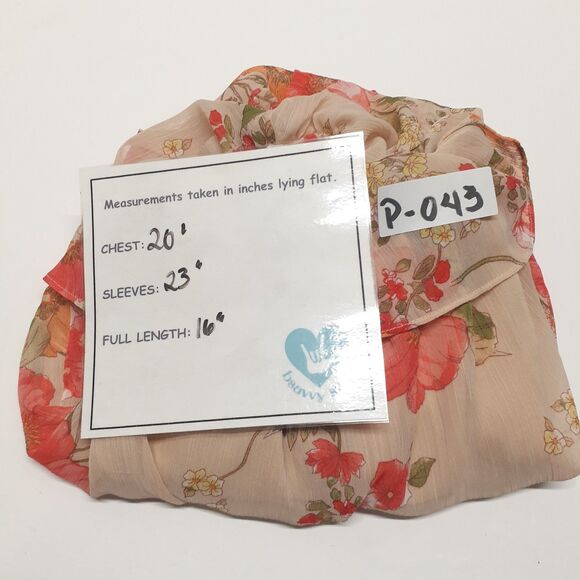 Measurements taken in inches lying flat.
CHEST: 20'
SLEEVES: 23"
FULL LENGTH: 16"
P-043